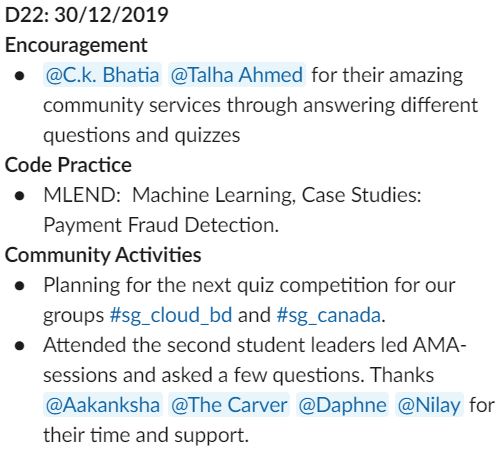 D22: 30/12/2019
Encouragement
● @C.k. Bhatia @Talha Ahmed for their amazing
community services through answering different
questions and quizzes
Code Practice
● MLEND: Machine Learning, Case Studies:
Payment Fraud Detection.
Community Activities
● Planning for the next quiz competition for our
groups #sg_cloud_bd and #sg_canada.
● Attended the second student leaders led AMA-
sessions and asked a few questions. Thanks
@Aakanksha @The Carver @Daphne @Nilay for
their time and support.